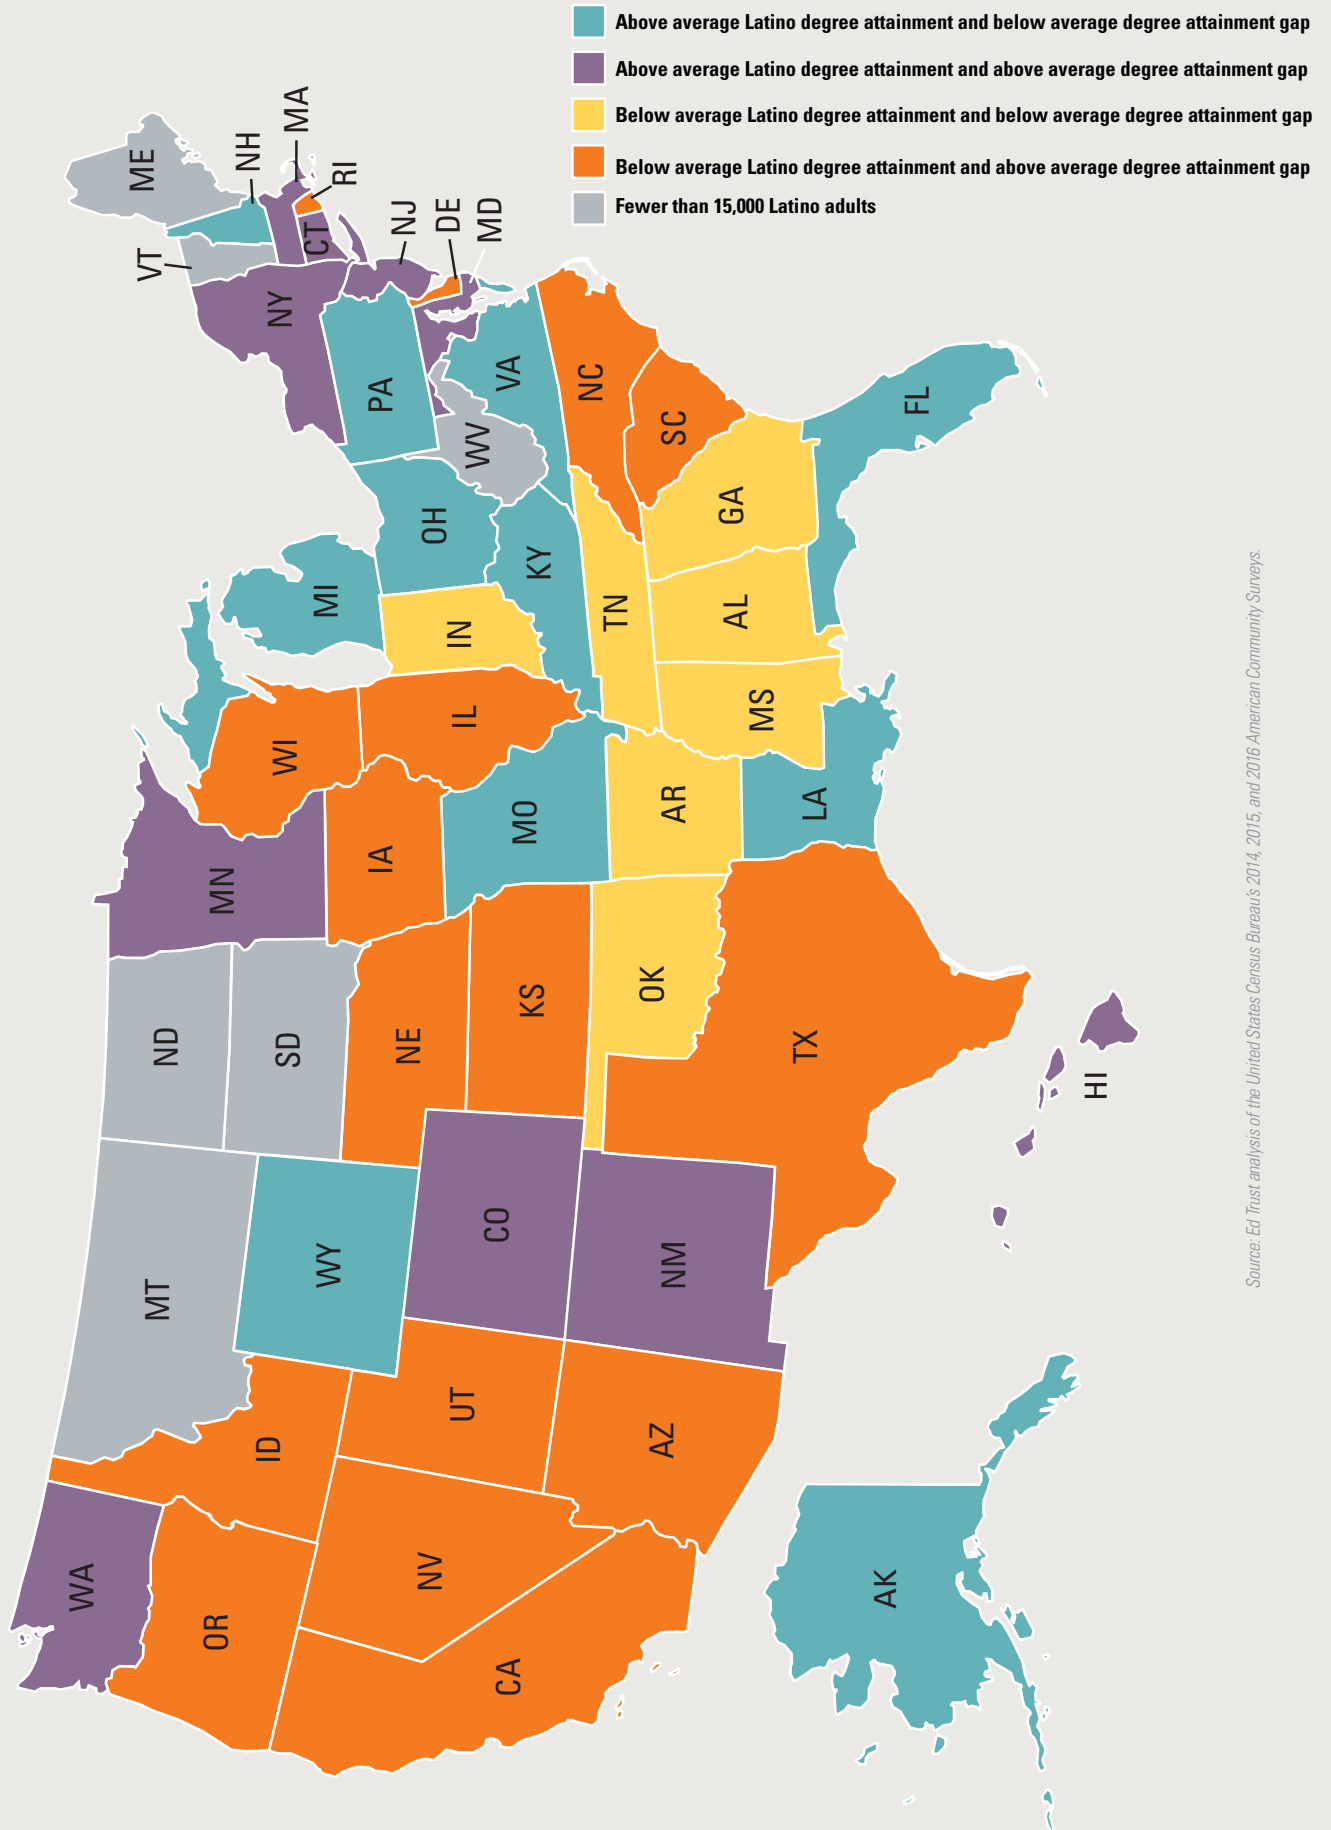 Above average Latino degree attainment and below average degree attainment gap
Above average Latino degree attainment and above average degree attainment gap
Below average Latino degree attainment and below average degree attainment gap
Below average Latino degree attainment and above average degree attainment gap
Fewer than 15,000 Latino adults
WA
OR
CA
NV
ID
MT
WY
UT
AZ
CO
NM
ND
SD
NE
KS
OK
TX
MN
IA
MO
AR
LA
WI
IL
MI
IN
OH
KY
TN
MS
AL
GA
FL
SC
NC
VA
WV
PA
NY
VT
ME
NH
MA
RI
CT
NJ
DE
MD
AK
HI
Source: Ed Trust analysis of the United States Census Bureau's 2014, 2015, and 2016 American Community Surveys.